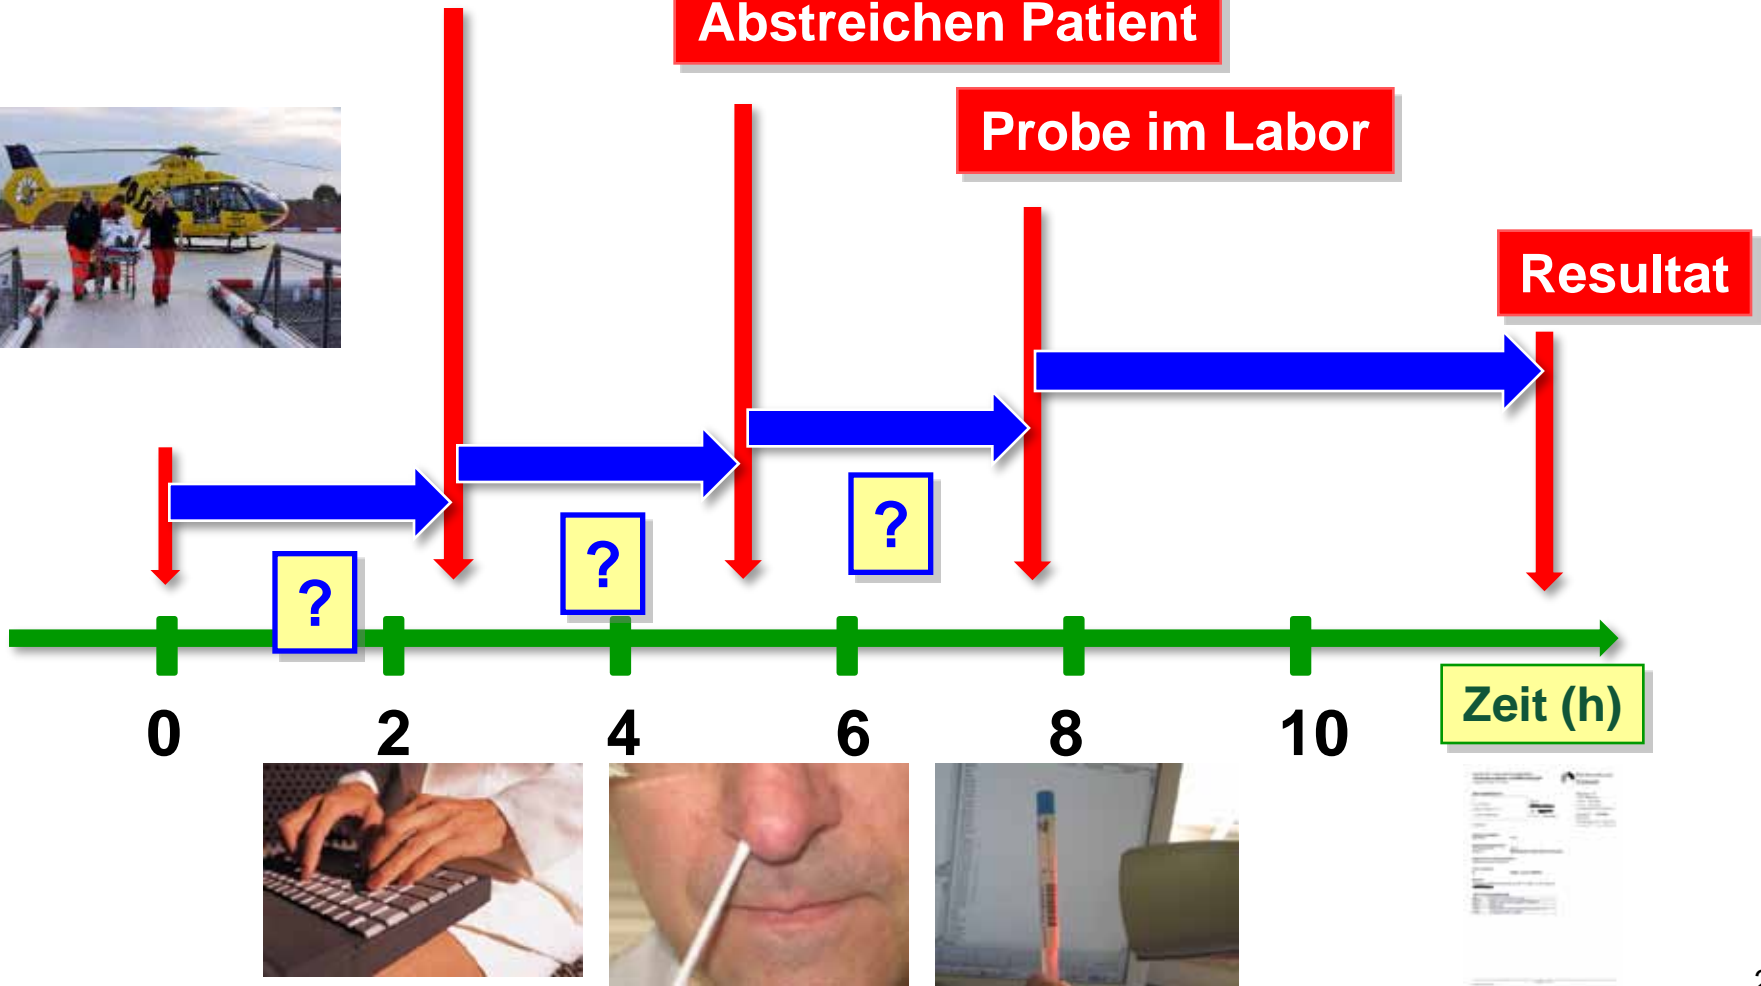 Abstreichen Patient
Probe im Labor
Resultat
?
?
?
0
2
4
6
8
10
Zeit (h)